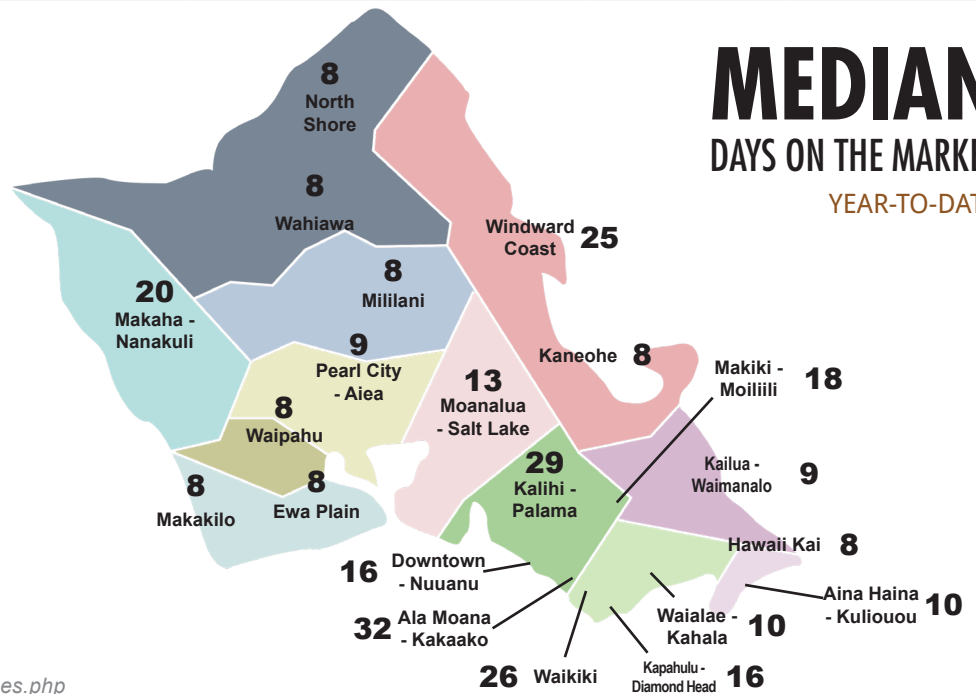 MEDIAN
DAYS ON THE MARKE
YEAR-TO-DAT
8
North
Shore
8
Wahiawa
Windward
Coast
25
8
Mililani
20
Makaha -
Nanakuli
9
Pearl City
- Aiea
Kaneohe 8
Makiki -
Moiliili
18
13
Moanalua
- Salt Lake
8
Waipahu
29
Kalihi -
Palama
Kailua -
Waimanalo
9
8
Makakilo
8
Ewa Plain
Hawaii Kai 8
16
Downtown
- Nuuanu
Aina Haina
- Kuliouou
10
32
Ala Moana
- Kakaako
Waialae -
Kahala
10
26 Waikiki
Kapahulu -
Diamond Head
16
es.php